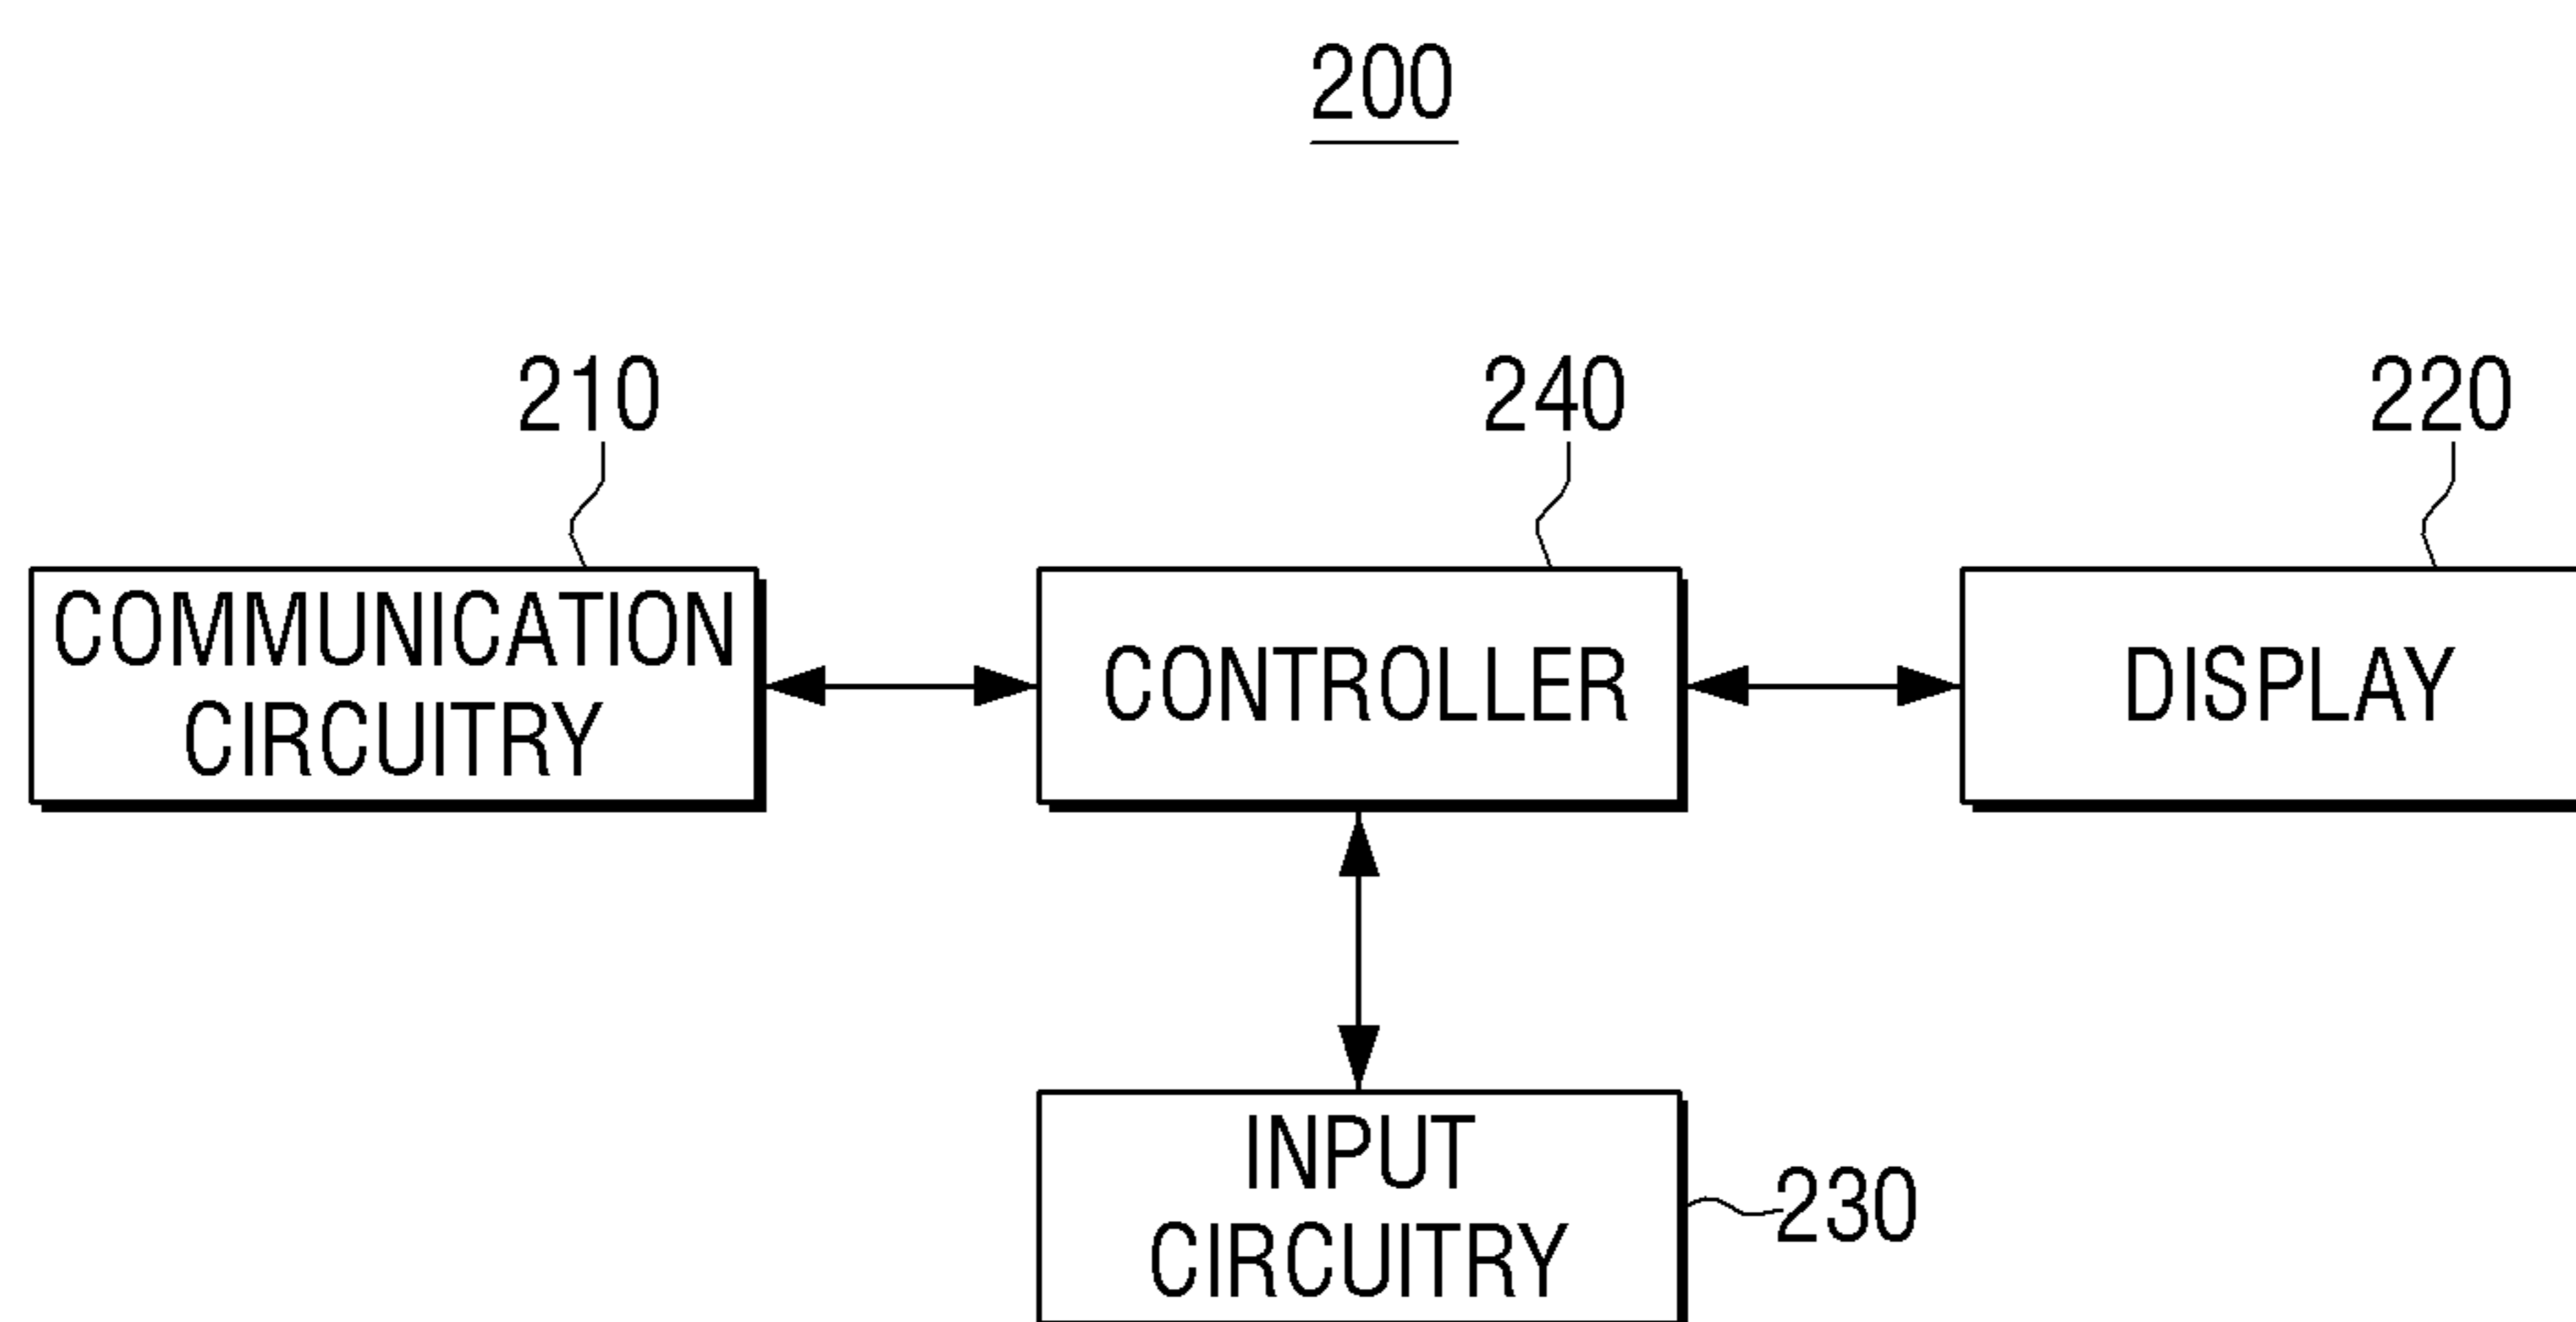 200
210
240
220
COMMUNICATION
CIRCUITRY
CONTROLLER
DISPLAY
INPUT
CIRCUITRY
230